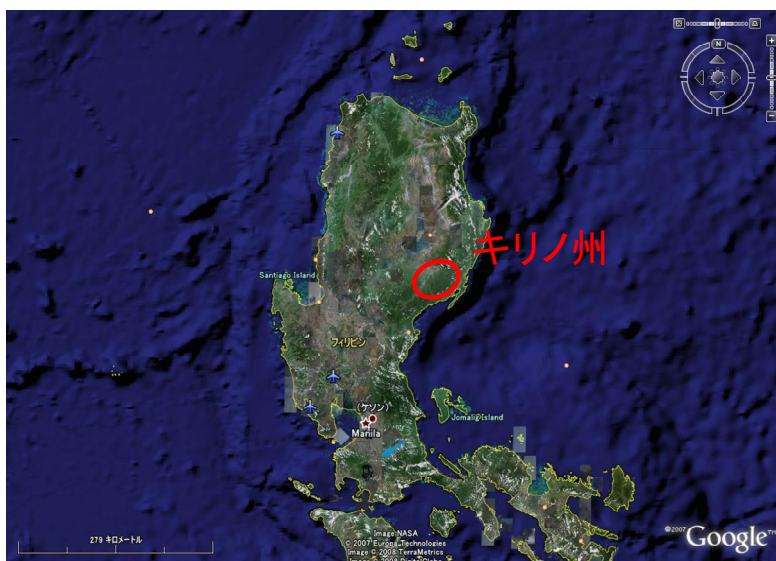 N
キリノ州
Santiago Island
フィリピン
(ケソン)
Manila
Jomalig Island
279 キロメートル
Image NASA
© 2007 Europa Technologies
Image © 2008 TerraMetrics
©2007 Google™